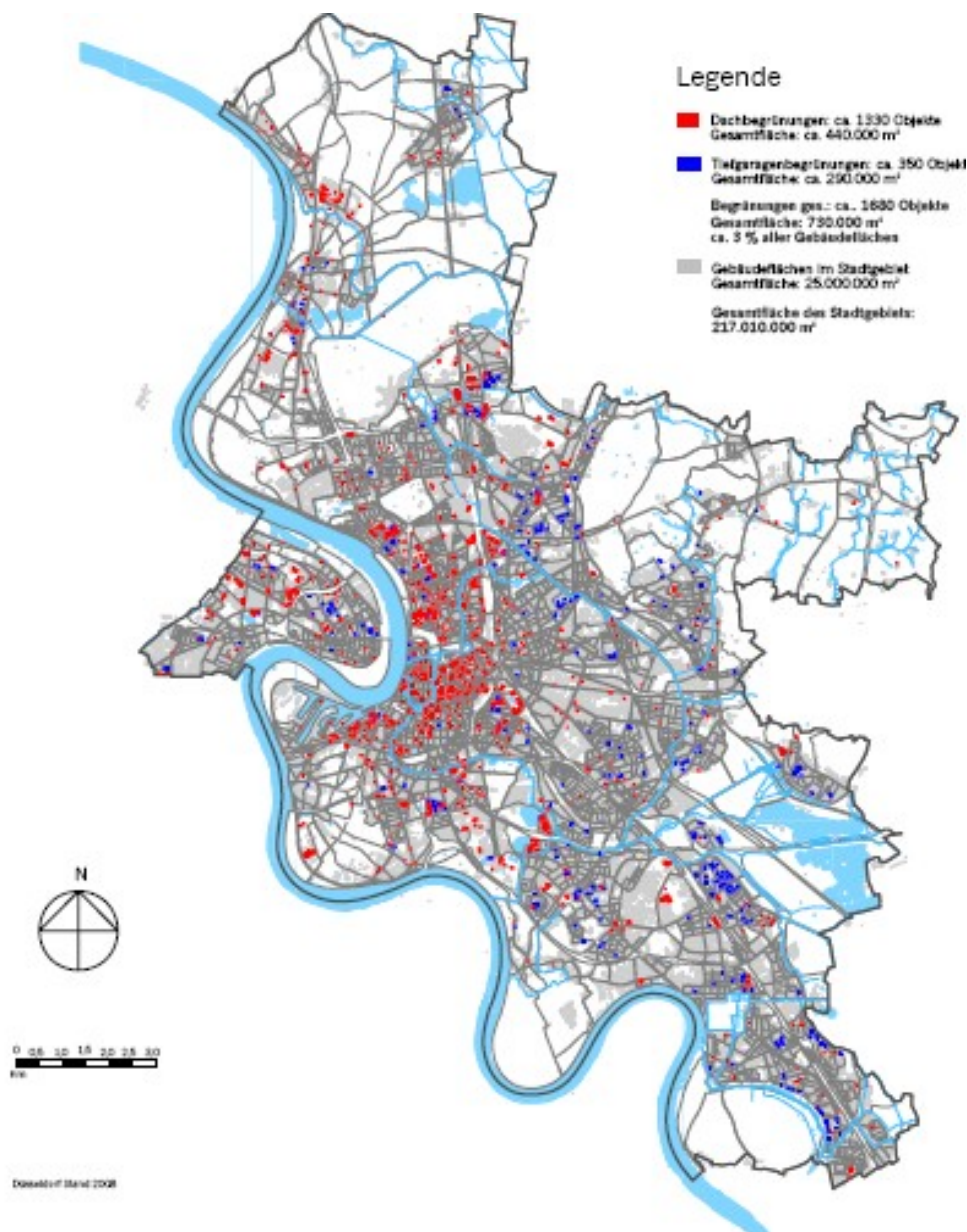 Legende
Dachbegrünungen: ca. 1330 Objekte
Gesamtfläche: ca. 440.000 m²
Tiefgaragenbegrünungen: ca. 350 Objekt
Gesamtfläche: ca. 290.000 m²
Begrünungen ges.: ca.. 1680 Objekte
Gesamtfläche: 730.000 m²
ca. 3 % aller Gebäudeflächen
Gebäudeflächen im Stadtgebiet
Gesamtfläche: 25.000.000 m²
Gesamtfläche des Stadtgebiets:
217.010.000 m²
N
0 0,5 1,0 1,5 2,0 2,5 3,0
Düsseldorf Stand 2008